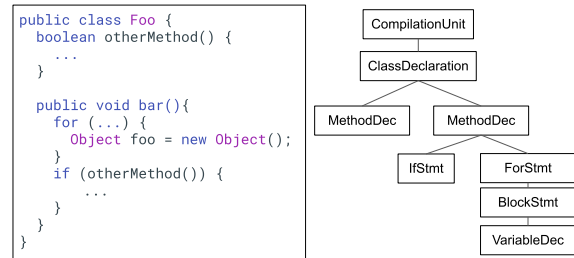 public class Foo {
  boolean otherMethod() {
    ...
  }

  public void bar(){
    for (...) {
      Object foo = new Object();
    }
    if (otherMethod()) {
        ...
    }
  }
}
CompilationUnit
ClassDeclaration
MethodDec
MethodDec
IfStmt
ForStmt
BlockStmt
VariableDec